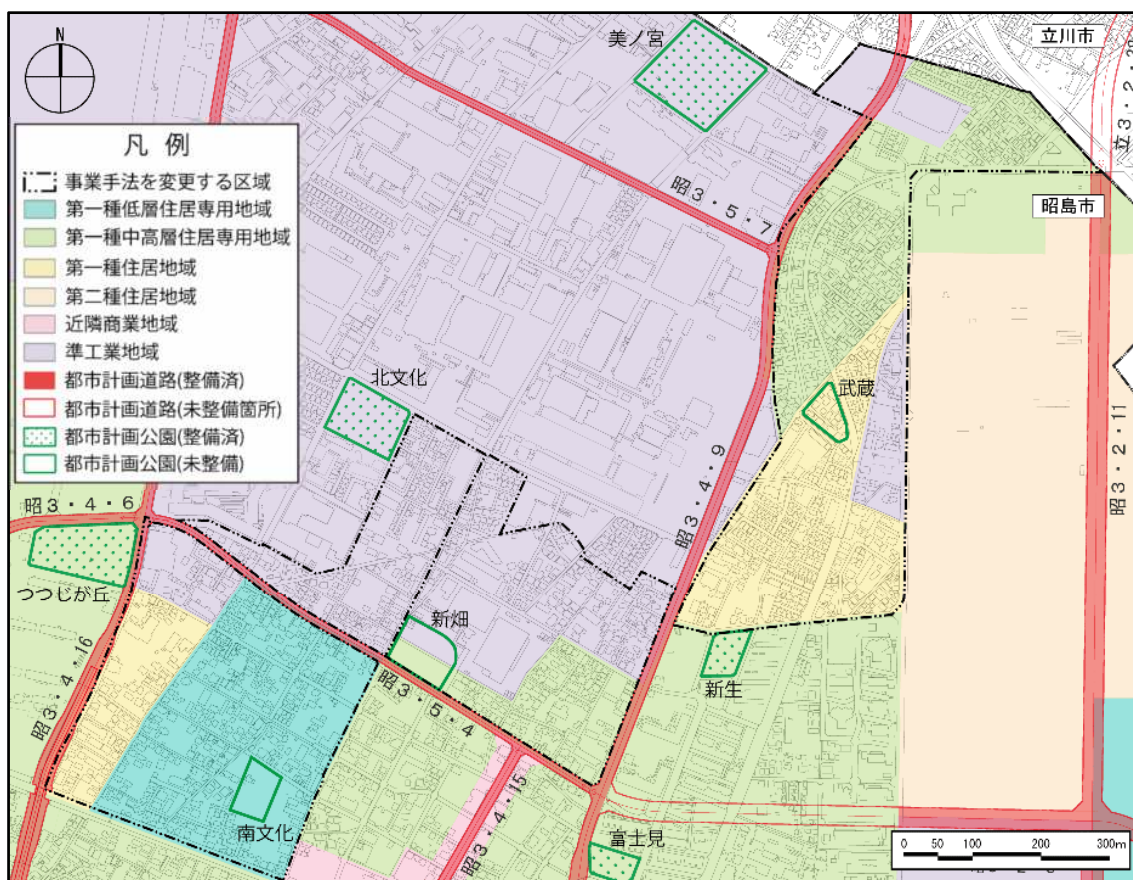 美ノ宮
立川市
N
立3・2・38
凡 例
事業手法を変更する区域
第一種低層住居専用地域
第一種中高層住居専用地域
第一種住居地域
第二種住居地域
近隣商業地域
準工業地域
都市計画道路(整備済)
都市計画道路(未整備箇所)
都市計画公園(整備済)
都市計画公園(未整備)
昭3・5・7
昭島市
北文化
武蔵
昭3・4・9
昭3・2・11
昭3・4・6
つつじが丘
新畑
新生
昭3・4・16
昭3・5・4
南文化
昭3・4・15
富士見
0 50 100 200 300m